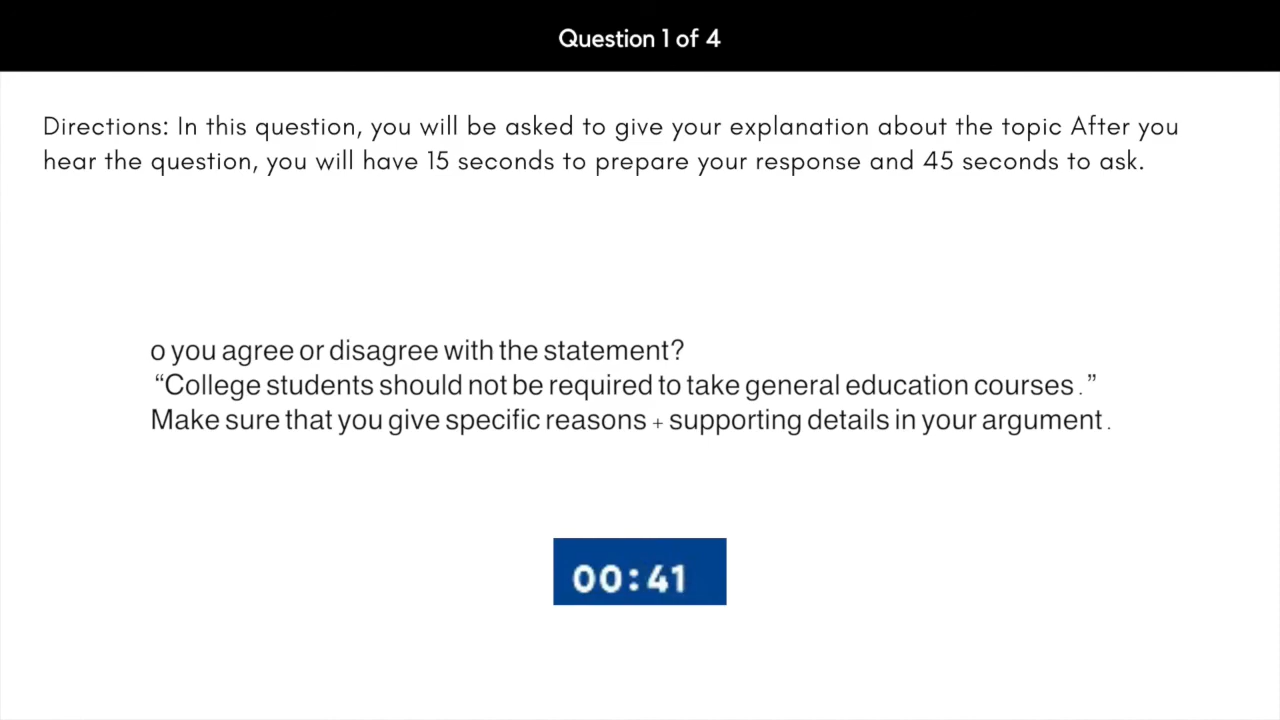 Question 1 of 4
Directions: In this question, you will be asked to give your explanation about the topic After you
hear the question, you will have 15 seconds to prepare your response and 45 seconds to ask.
o you agree or disagree with the statement?
“College students should not be required to take general education courses .”
Make sure that you give specific reasons + supporting details in your argument .
00:41